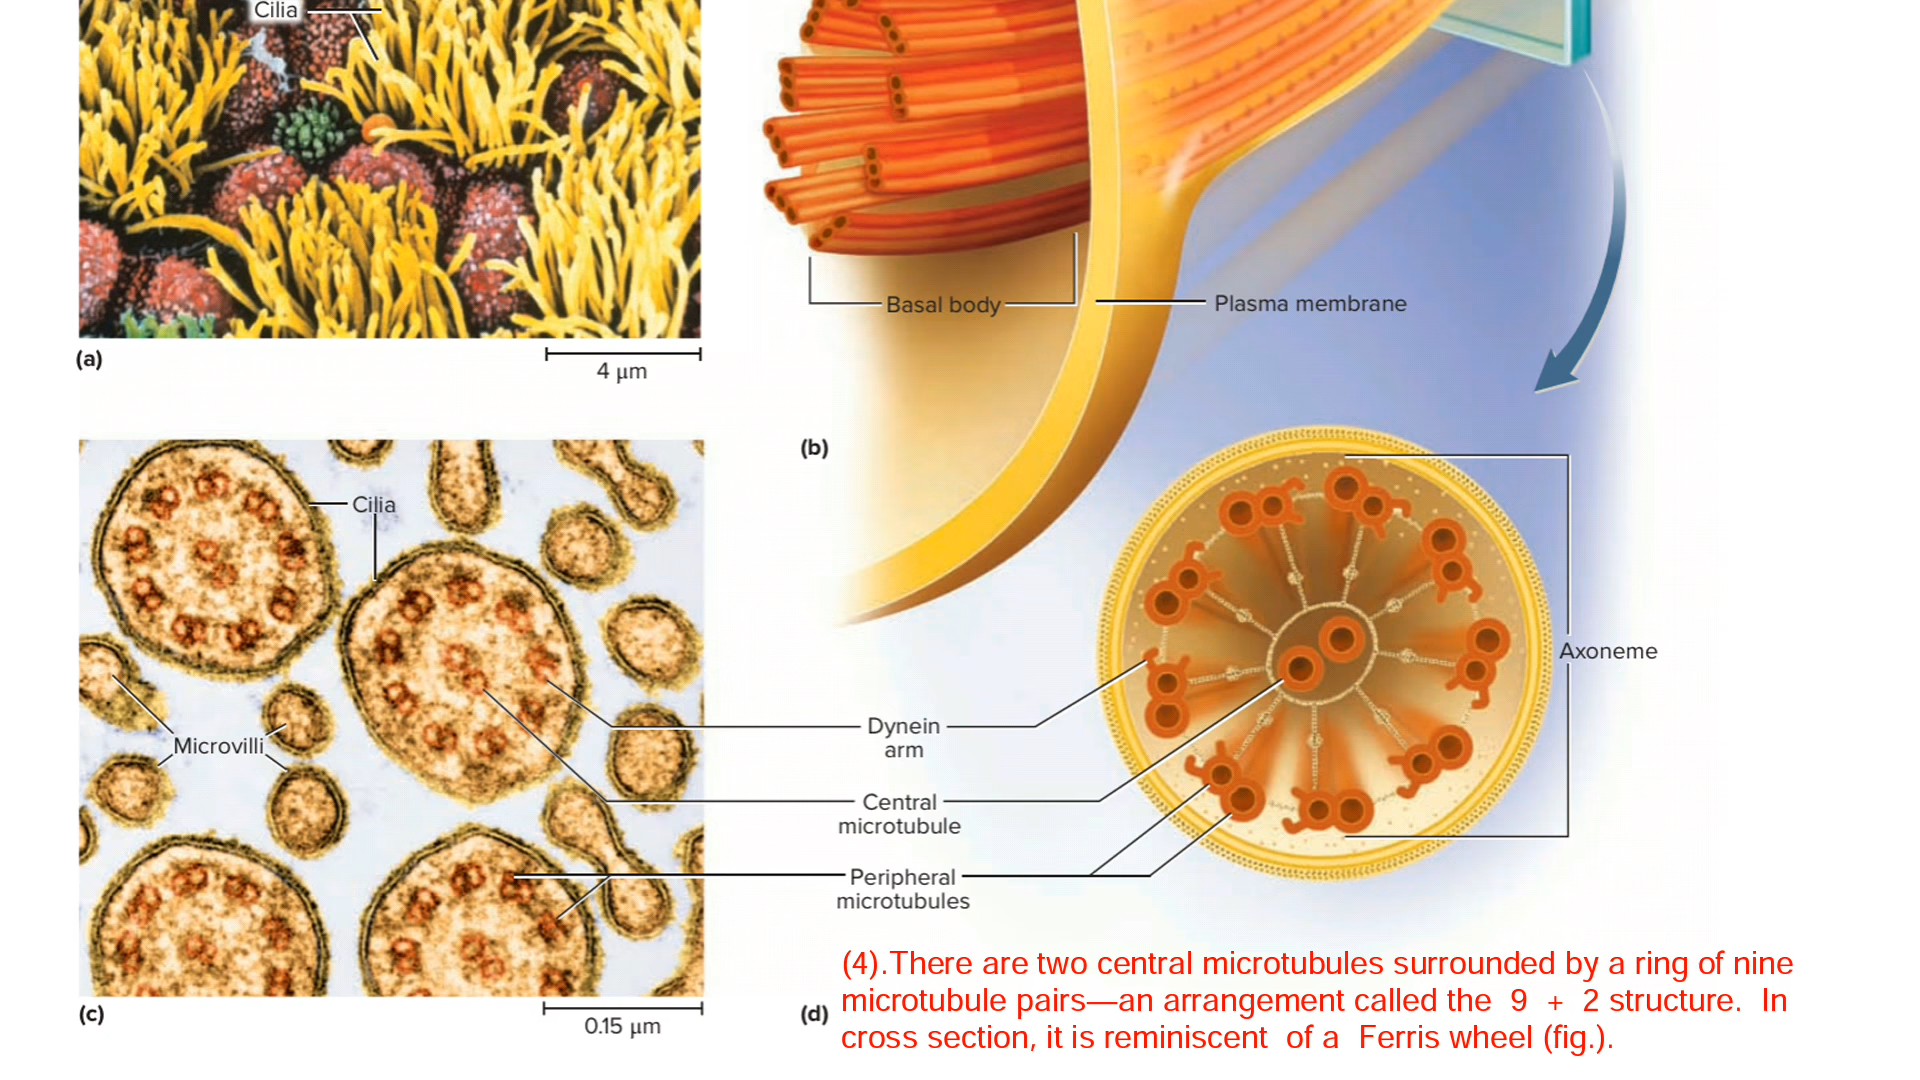 Cilia
(a)
4 μm
Basal body
Plasma membrane
(b)
Cilia
Microvilli
Axoneme
Dynein
arm
Central
microtubule
Peripheral
microtubules
(c)
0.15 μm
(d)
(4).There are two central microtubules surrounded by a ring of nine
microtubule pairs—an arrangement called the 9 + 2 structure. In
cross section, it is reminiscent of a Ferris wheel (fig.).